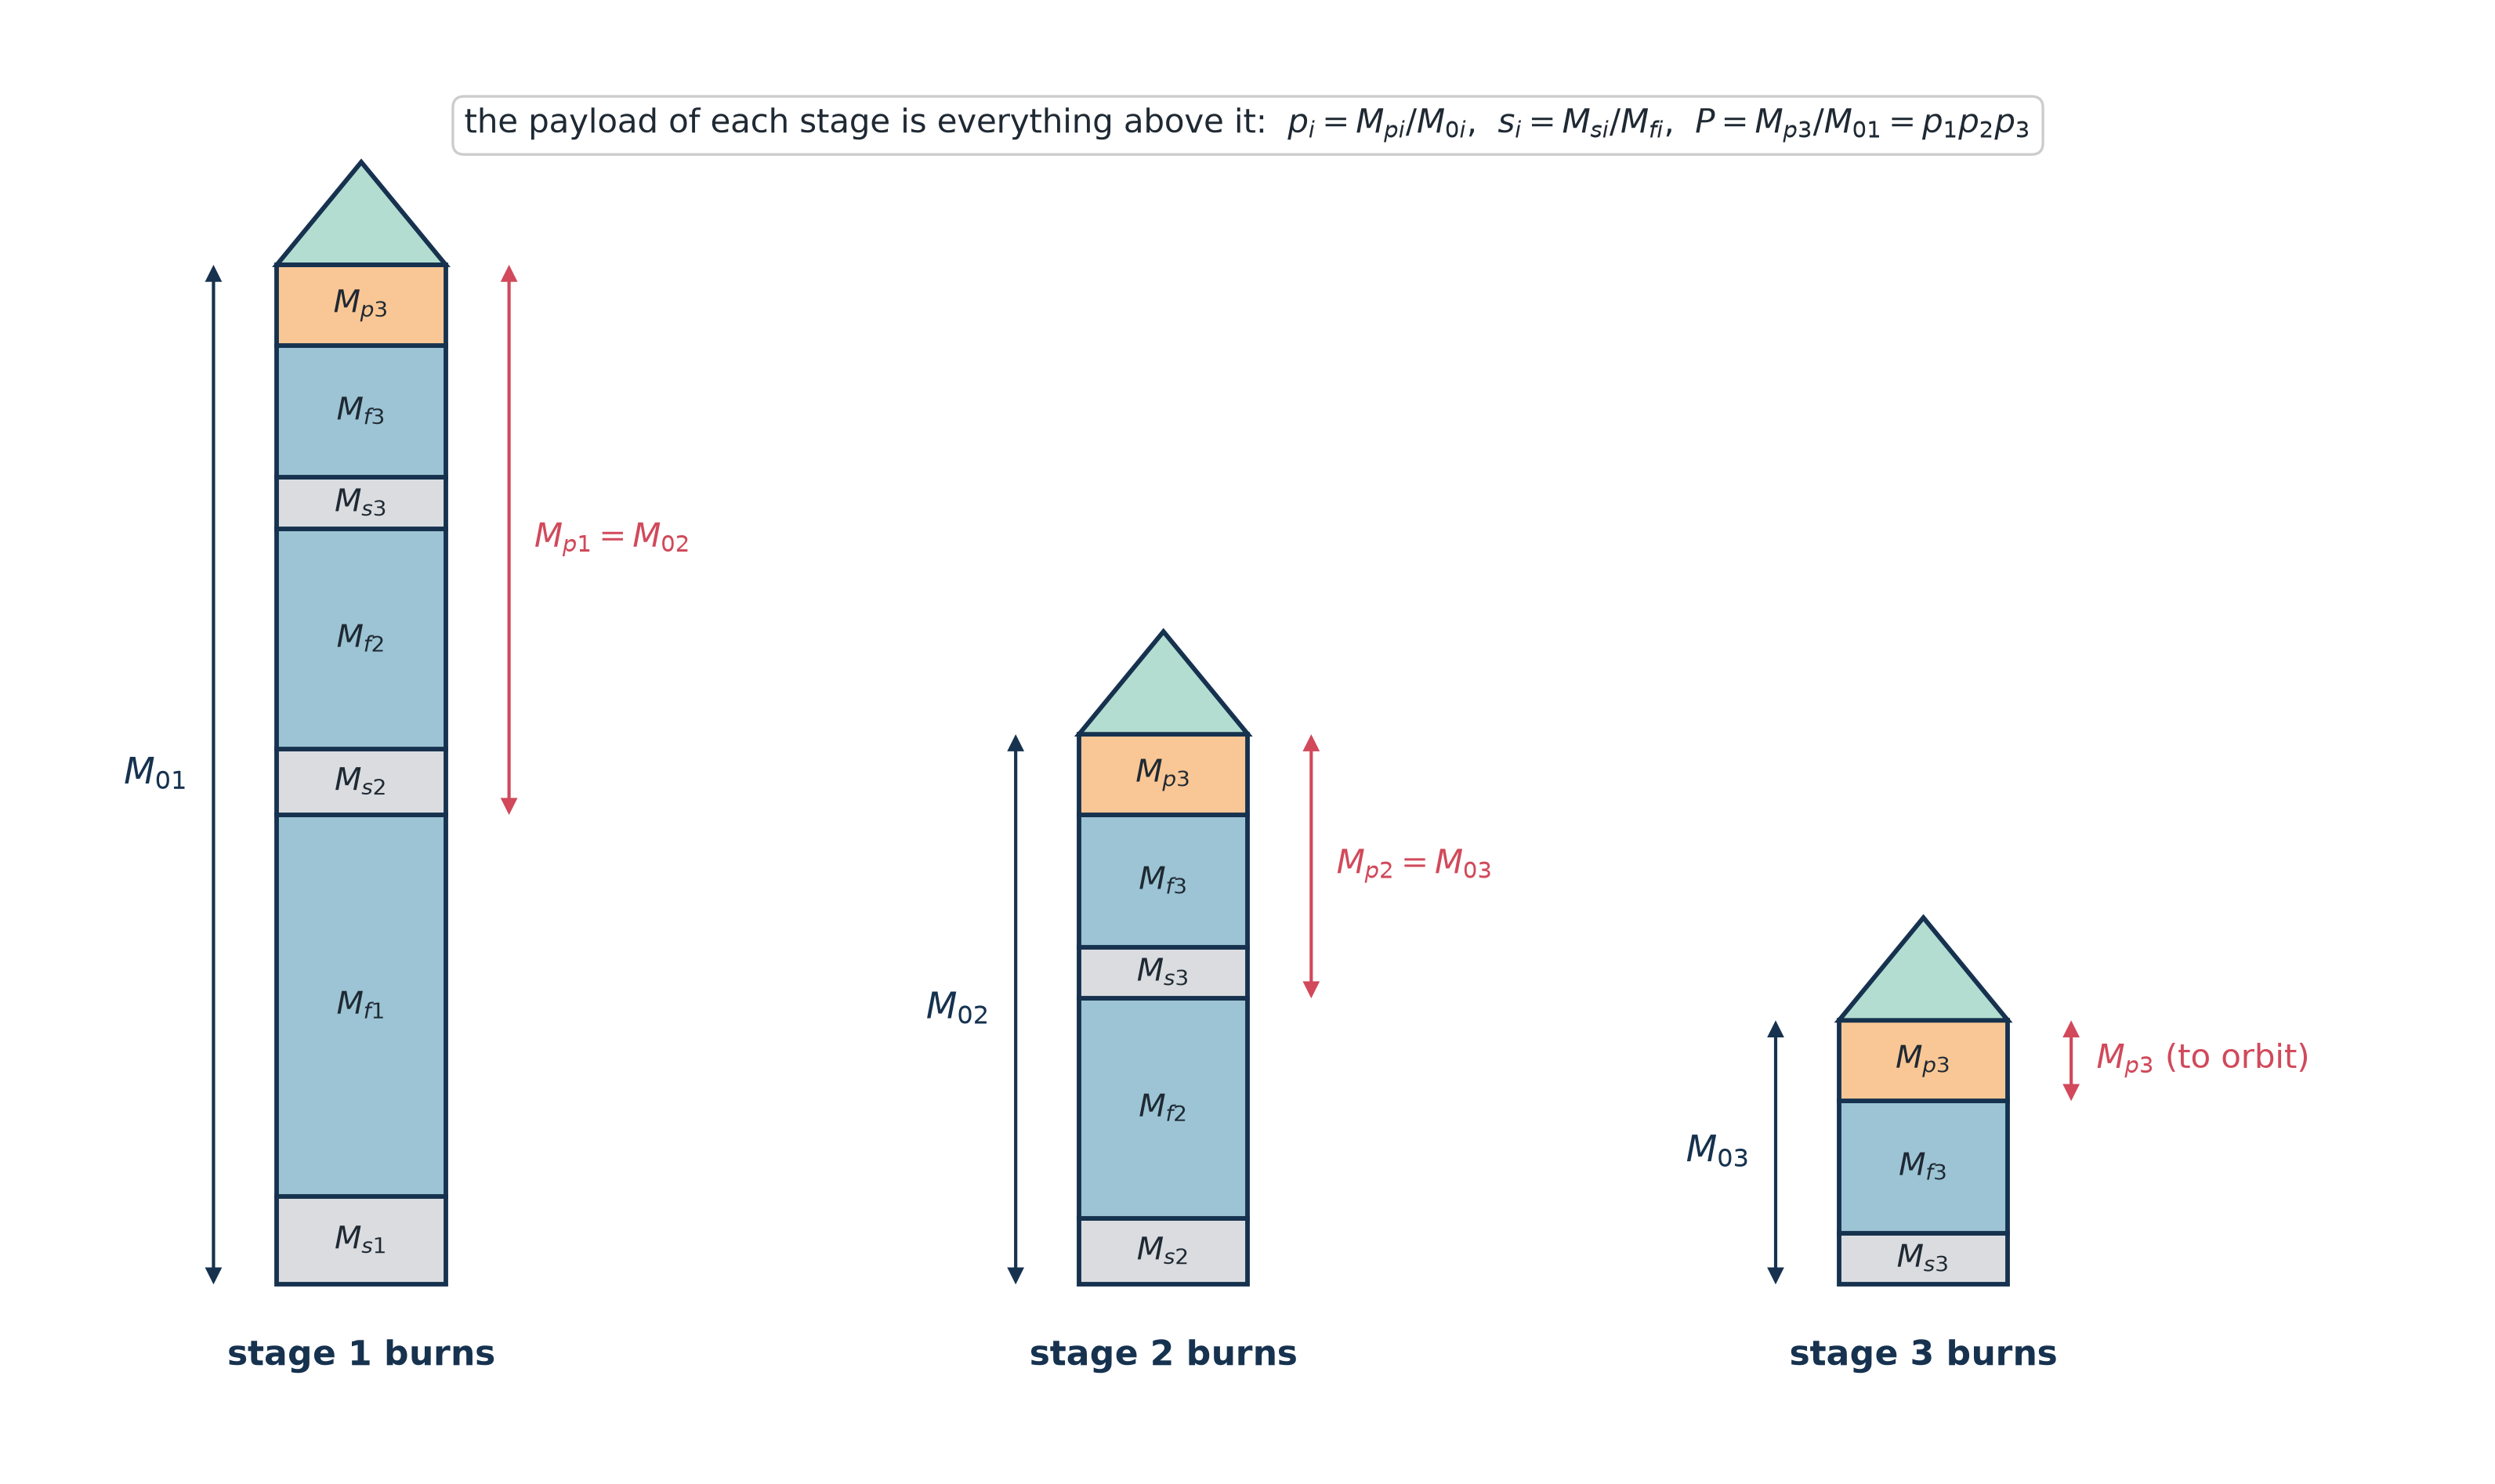 the payload of each stage is everything above it: p_i = M_pi/M_0i, s_i = M_si/M_fi, P = M_p3/M_01 = p_1p_2p_3
M_p3
M_f3
M_s3
M_p1 = M_02
M_f2
M_01
M_s2
M_f1
M_s1
stage 1 burns
M_p3
M_f3
M_p2 = M_03
M_s3
M_02
M_f2
M_s2
stage 2 burns
M_p3
M_p3 (to orbit)
M_03
M_f3
M_s3
stage 3 burns